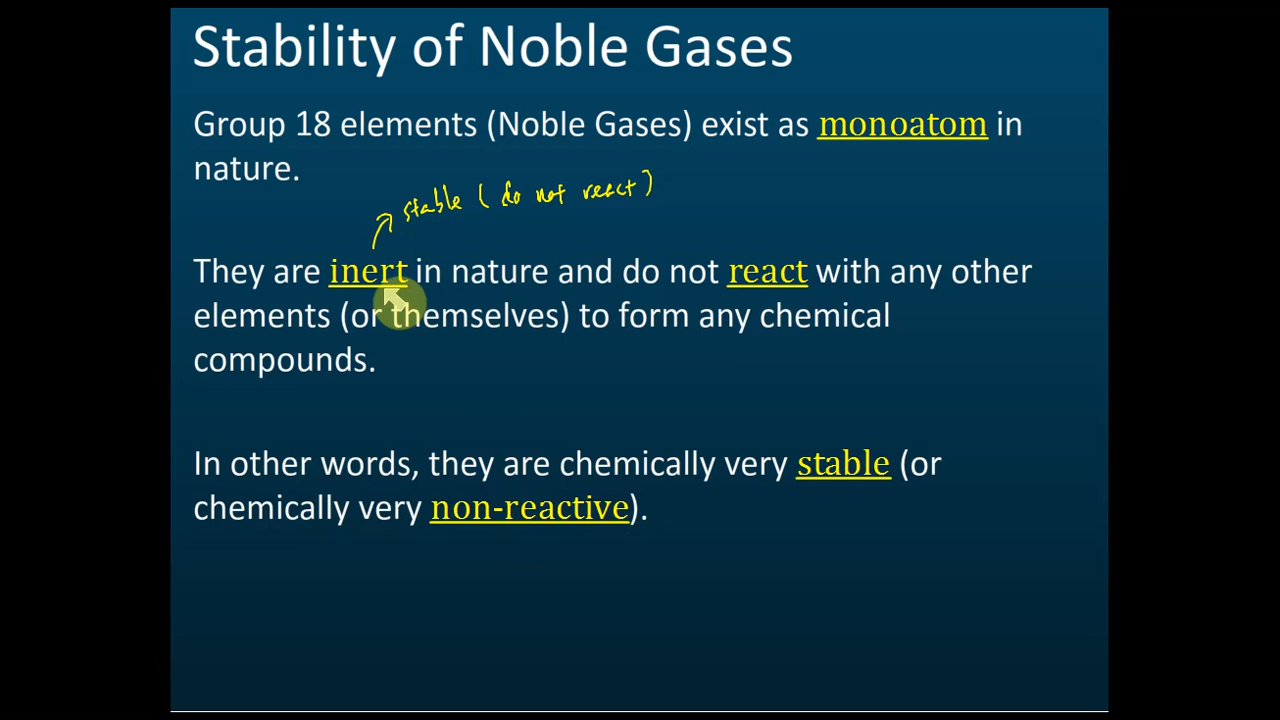 Stability of Noble Gases
Group 18 elements (Noble Gases) exist as monoatom in
nature.
stable (do not react)
They are inert in nature and do not react with any other
elements (or themselves) to form any chemical
compounds.
In other words, they are chemically very stable (or
chemically very non-reactive).